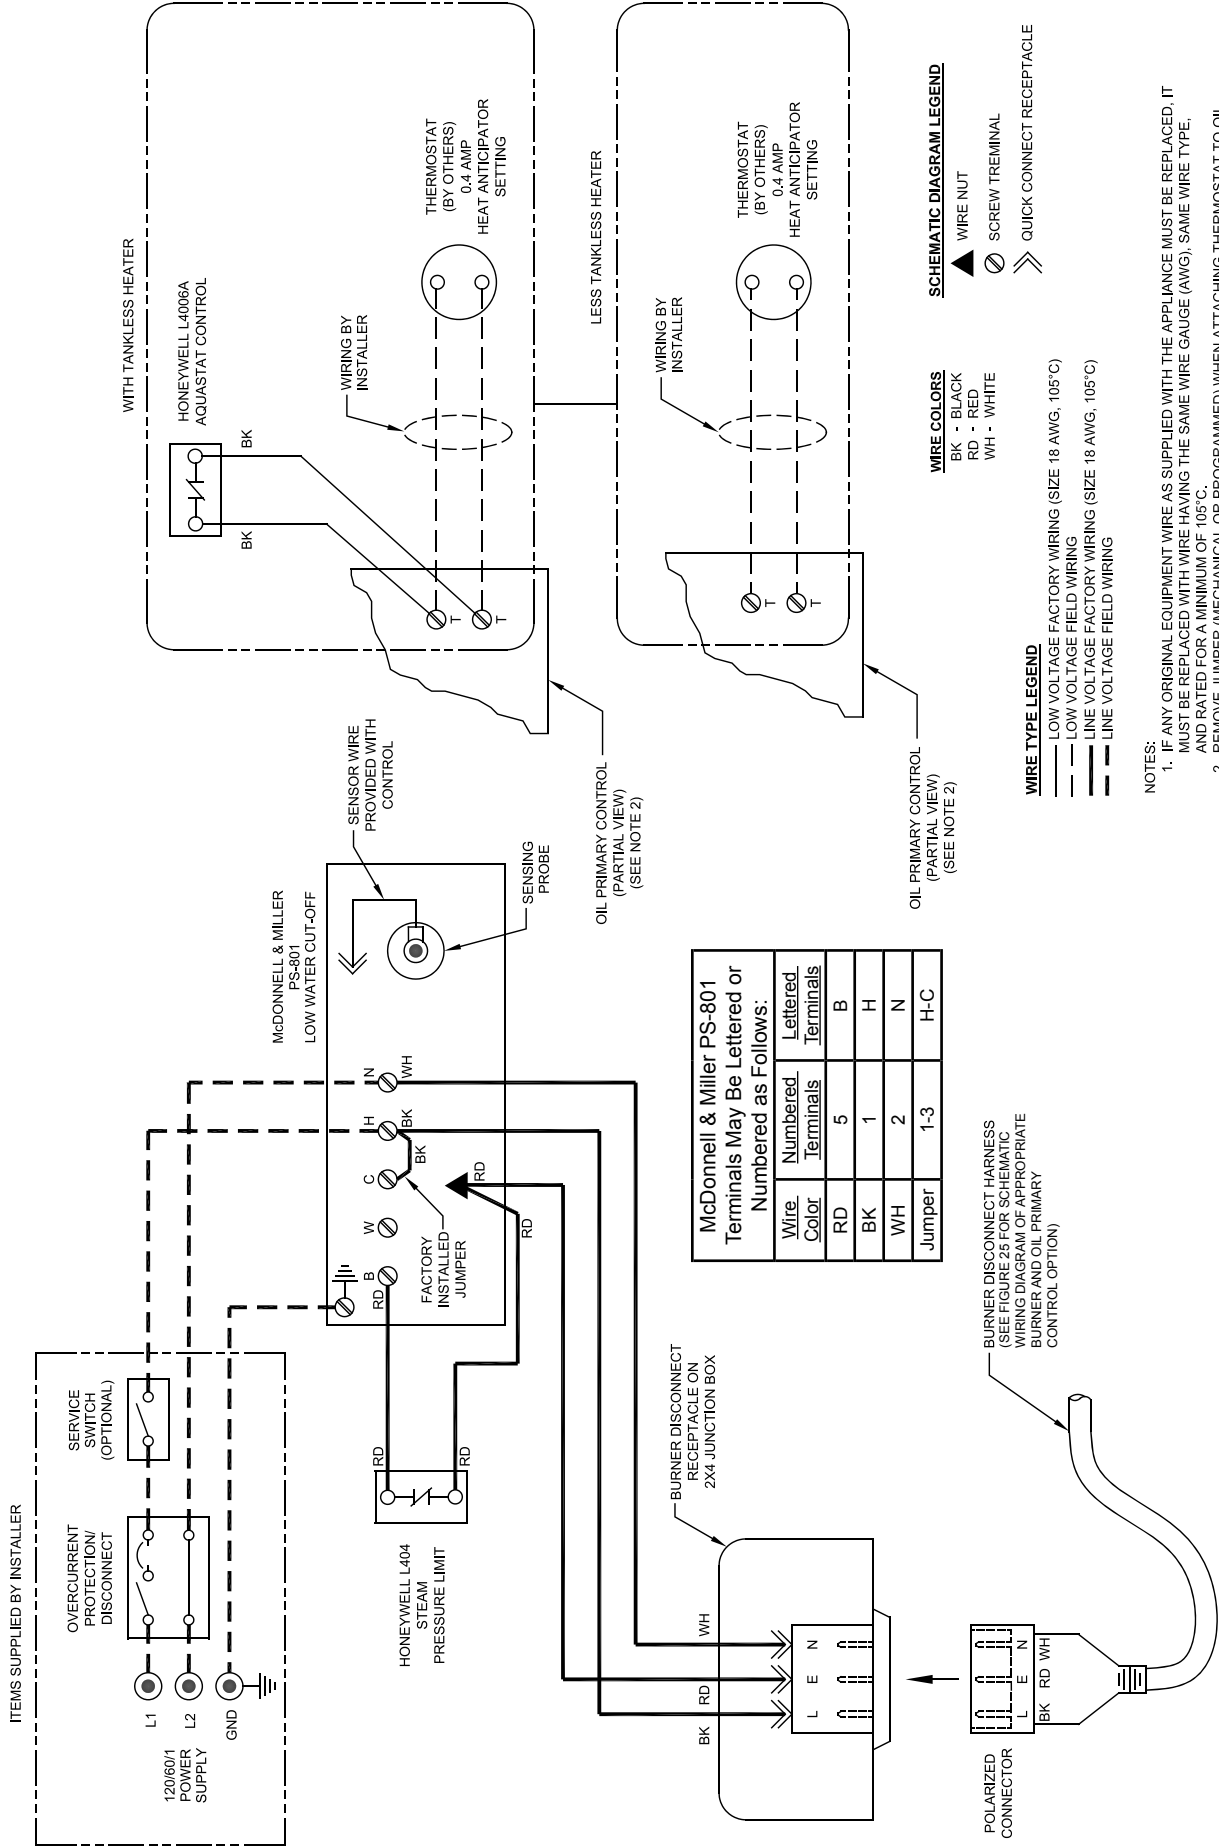 ITEMS SUPPLIED BY INSTALLER
120/60/1
POWER
SUPPLY
L1
L2
GND
OVERCURRENT
PROTECTION/
DISCONNECT
SERVICE
SWITCH
(OPTIONAL)
HONEYWELL L404
STEAM
PRESSURE LIMIT
RD
RD
McDONNELL & MILLER
PS-801
LOW WATER CUT-OFF
B
W
C
H
N
RD
BK
BK
WH
RD
RD
FACTORY
INSTALLED
JUMPER
SENSOR WIRE
PROVIDED WITH
CONTROL
SENSING
PROBE
WITH TANKLESS HEATER
HONEYWELL L4006A
AQUASTAT CONTROL
BK
BK
WIRING BY
INSTALLER
THERMOSTAT
(BY OTHERS)
0.4 AMP
HEAT ANTICIPATOR
SETTING
T
T
OIL PRIMARY CONTROL
(PARTIAL VIEW)
(SEE NOTE 2)
LESS TANKLESS HEATER
WIRING BY
INSTALLER
THERMOSTAT
(BY OTHERS)
0.4 AMP
HEAT ANTICIPATOR
SETTING
T
T
OIL PRIMARY CONTROL
(PARTIAL VIEW)
(SEE NOTE 2)
BURNER DISCONNECT
RECEPTACLE ON
2X4 JUNCTION BOX
BK
RD
WH
L
E
N
POLARIZED
CONNECTOR
L
E
N
BK
RD
WH
BURNER DISCONNECT HARNESS
(SEE FIGURE 25 FOR SCHEMATIC
WIRING DIAGRAM OF APPROPRIATE
BURNER AND OIL PRIMARY
CONTROL OPTION)
McDonnell & Miller PS-801
Terminals May Be Lettered or
Numbered as Follows:
Wire Color Numbered Terminals Lettered Terminals
RD 5 B
BK 1 H
WH 2 N
Jumper 1-3 H-C
WIRE COLORS
BK - BLACK
RD - RED
WH - WHITE
SCHEMATIC DIAGRAM LEGEND
WIRE NUT
SCREW TREMINAL
QUICK CONNECT RECEPTACLE
WIRE TYPE LEGEND
LOW VOLTAGE FACTORY WIRING (SIZE 18 AWG, 105°C)
LOW VOLTAGE FIELD WIRING
LINE VOLTAGE FACTORY WIRING (SIZE 18 AWG, 105°C)
LINE VOLTAGE FIELD WIRING
NOTES:
1. IF ANY ORIGINAL EQUIPMENT WIRE AS SUPPLIED WITH THE APPLIANCE MUST BE REPLACED, IT
MUST BE REPLACED WITH WIRE HAVING THE SAME WIRE GAUGE (AWG), SAME WIRE TYPE,
AND RATED FOR A MINIMUM OF 105°C.
2. REMOVE JUMPER (MECHANICAL OR PROGRAMMED) WHEN ATTACHING THERMOSTAT TO OIL